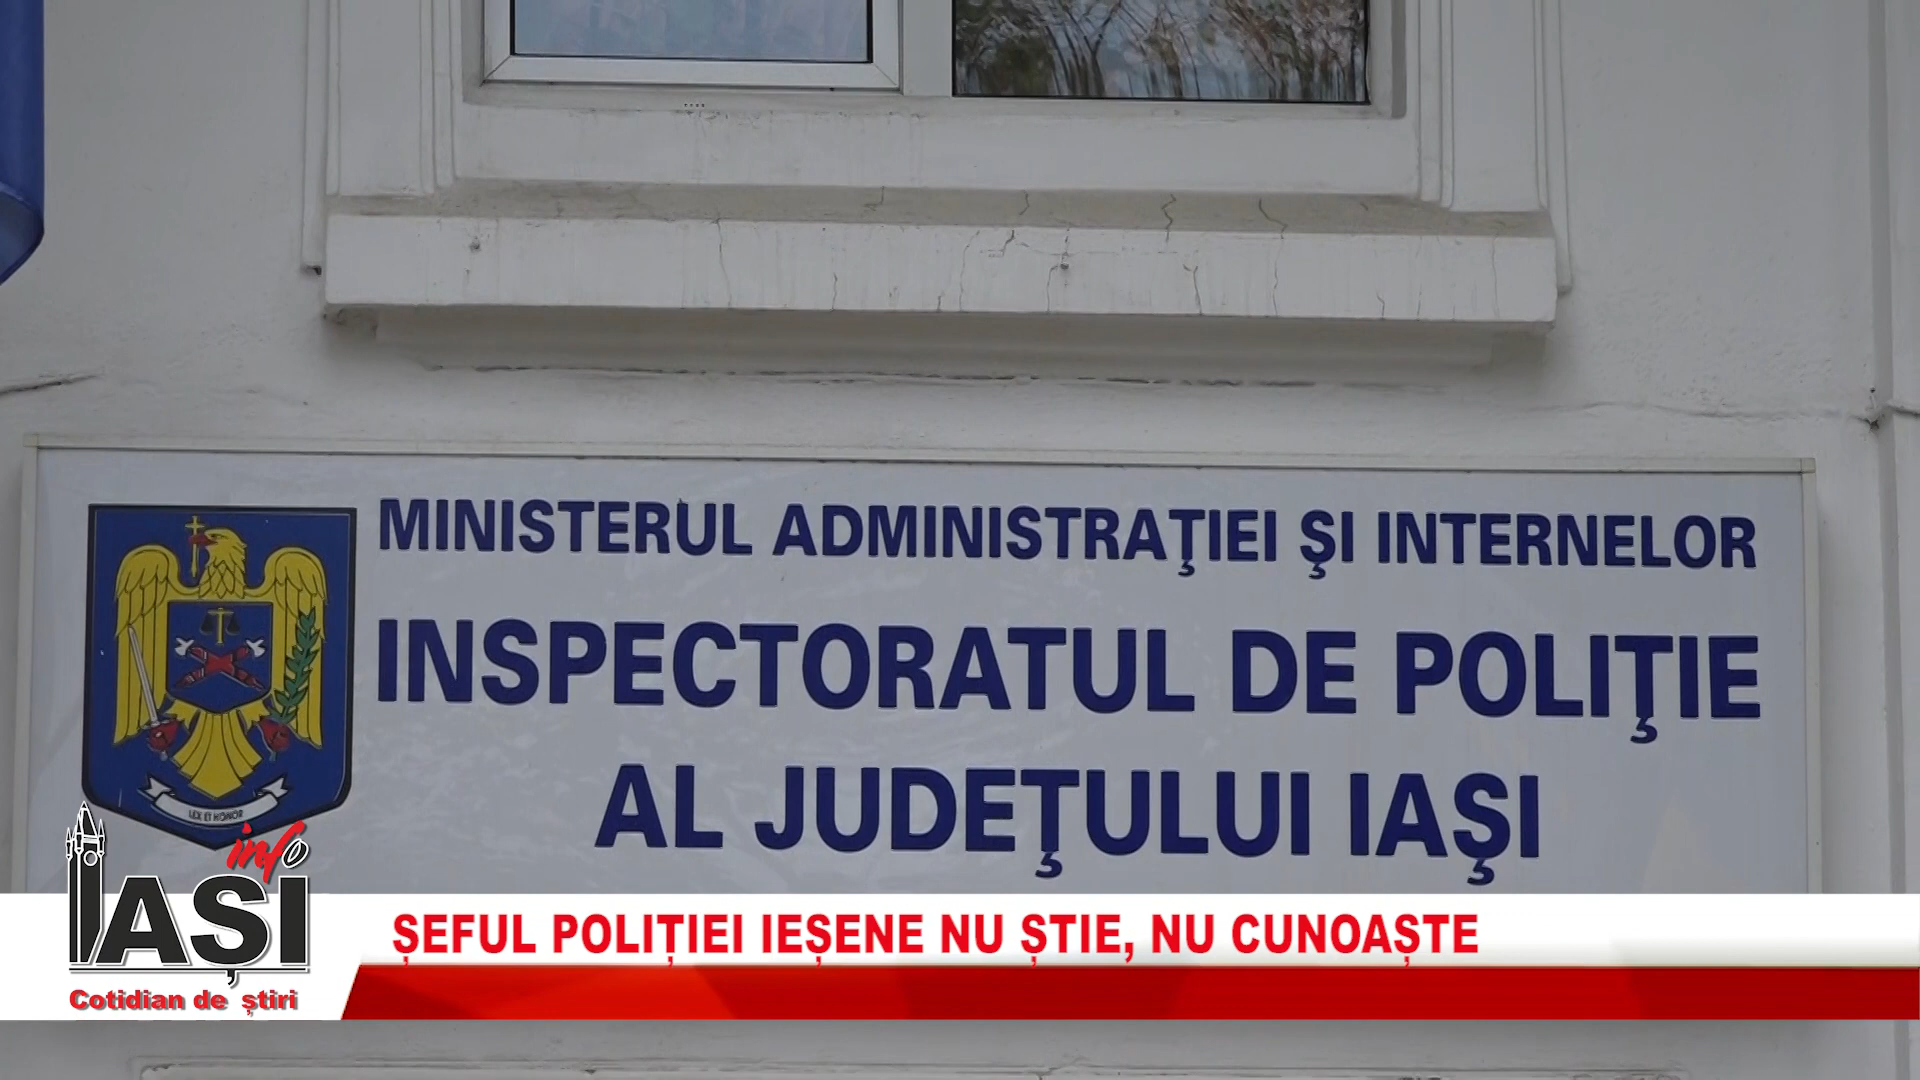 MINISTERUL ADMINISTRAŢIEI ŞI INTERNELOR
INSPECTORATUL DE POLIŢIE
AL JUDEŢULUI IAŞI
LEX ET HONOR
info
IAȘI
Cotidian de știri
ȘEFUL POLIȚIEI IEȘENE NU ȘTIE, NU CUNOAȘTE